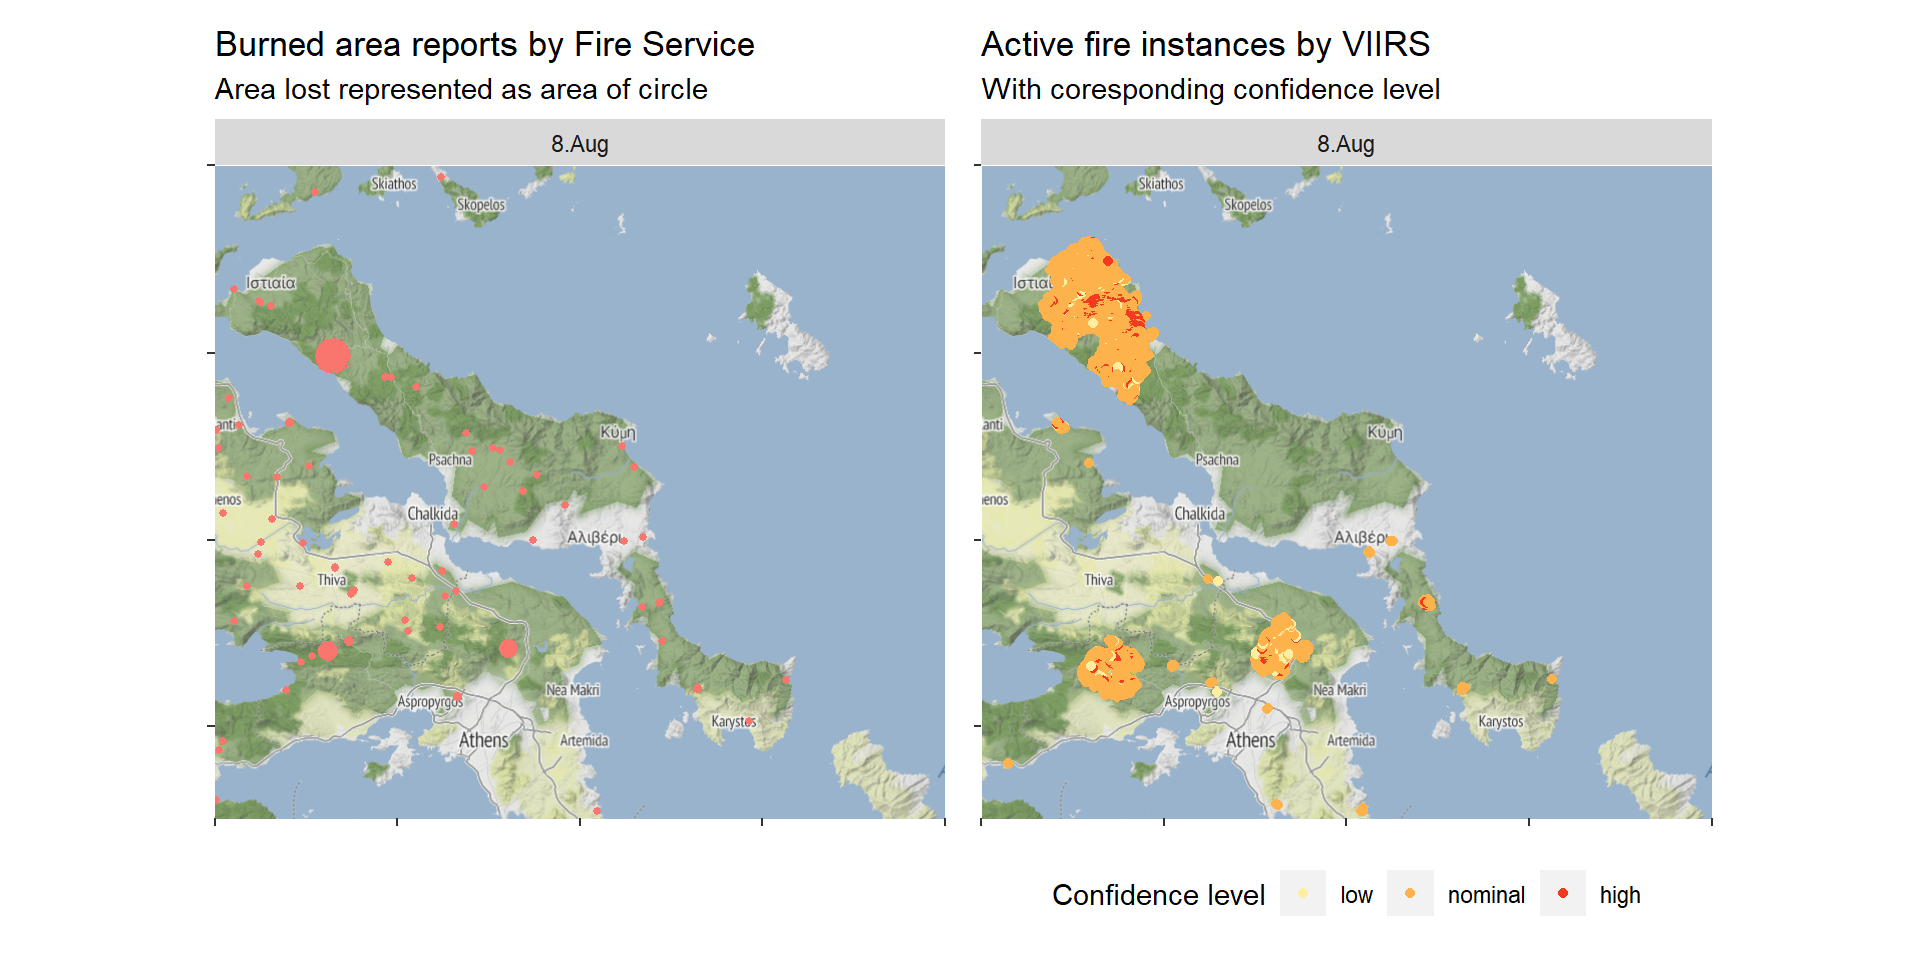 Burned area reports by Fire Service
Area lost represented as area of circle
8.Aug
Skiathos
Skopelos
Ιστιαία
anti
Κύμη
Psachna
enos
Chalkida
Αλιβέρι
Thiva
Nea Makri
Aspropyrgos
Karystos
Athens
Artemida
Active fire instances by VIIRS
With coresponding confidence level
8.Aug
Skiathos
Skopelos
Ιστιαί
anti
Κύμη
Psachna
enos
Chalkida
Αλιβέρι
Thiva
Nea Makri
Aspropyrgos
Karystos
Athens
Artemida
Confidence level low nominal high